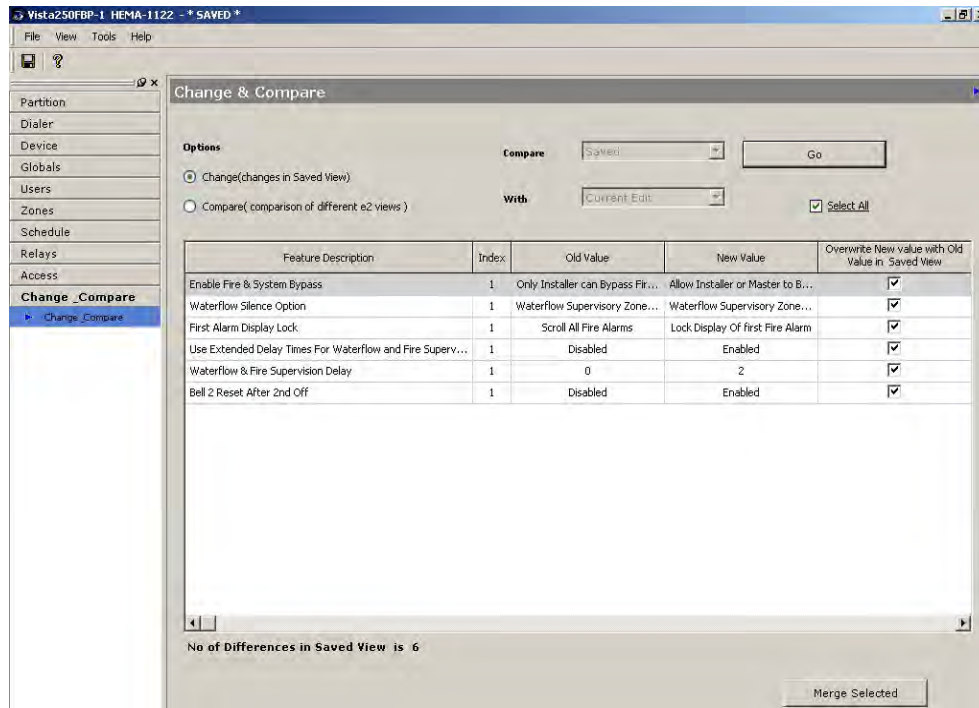 Vista250FBP-1 HEMA-1122 - * SAVED *
File View Tools Help
Partition
Dialer
Device
Globals
Users
Zones
Schedule
Relays
Access
Change _Compare
Change _Compare
Change & Compare
Options
Change(changes in Saved View)
Compare( comparison of different e2 views )
Compare Saved Go
With Current Edit Select All
Feature Description Index Old Value New Value Overwrite New value with Old Value in Saved View
Enable Fire & System Bypass 1 Only Installer can Bypass Fir... Allow Installer or Master to B...
Waterflow Silence Option 1 Waterflow Supervisory Zone... Waterflow Supervisory Zone...
First Alarm Display Lock 1 Scroll All Fire Alarms Lock Display Of first Fire Alarm
Use Extended Delay Times For Waterflow and Fire Superv... 1 Disabled Enabled
Waterflow & Fire Supervision Delay 1 0 2
Bell 2 Reset After 2nd Off 1 Disabled Enabled
No of Differences in Saved View is 6
Merge Selected